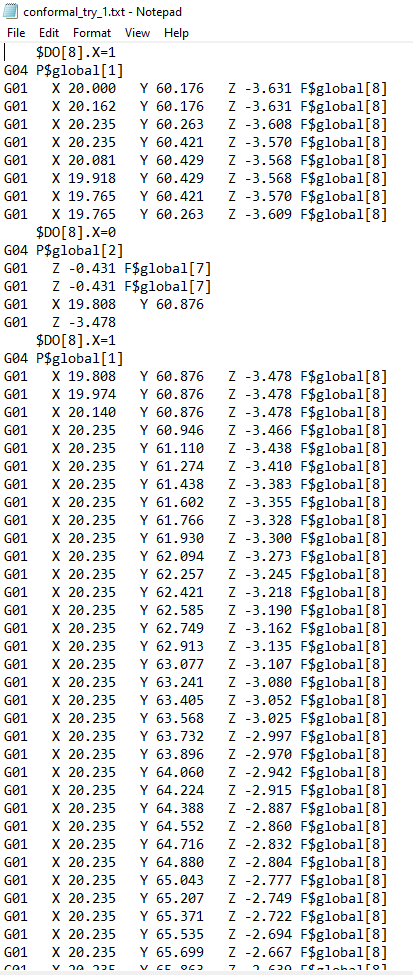 conformal_try_1.txt - Notepad
File Edit Format View Help
$DO[8].X=1
G04 P$global[1]
G01 X 20.000 Y 60.176 Z -3.631 F$global[8]
G01 X 20.162 Y 60.176 Z -3.631 F$global[8]
G01 X 20.235 Y 60.263 Z -3.608 F$global[8]
G01 X 20.235 Y 60.421 Z -3.570 F$global[8]
G01 X 20.081 Y 60.429 Z -3.568 F$global[8]
G01 X 19.918 Y 60.429 Z -3.568 F$global[8]
G01 X 19.765 Y 60.421 Z -3.570 F$global[8]
G01 X 19.765 Y 60.263 Z -3.609 F$global[8]
$DO[8].X=0
G04 P$global[2]
G01 Z -0.431 F$global[7]
G01 Z -0.431 F$global[7]
G01 X 19.808 Y 60.876
G01 Z -3.478
$DO[8].X=1
G04 P$global[1]
G01 X 19.808 Y 60.876 Z -3.478 F$global[8]
G01 X 19.974 Y 60.876 Z -3.478 F$global[8]
G01 X 20.140 Y 60.876 Z -3.478 F$global[8]
G01 X 20.235 Y 60.946 Z -3.466 F$global[8]
G01 X 20.235 Y 61.110 Z -3.438 F$global[8]
G01 X 20.235 Y 61.274 Z -3.410 F$global[8]
G01 X 20.235 Y 61.438 Z -3.383 F$global[8]
G01 X 20.235 Y 61.602 Z -3.355 F$global[8]
G01 X 20.235 Y 61.766 Z -3.328 F$global[8]
G01 X 20.235 Y 61.930 Z -3.300 F$global[8]
G01 X 20.235 Y 62.094 Z -3.273 F$global[8]
G01 X 20.235 Y 62.257 Z -3.245 F$global[8]
G01 X 20.235 Y 62.421 Z -3.218 F$global[8]
G01 X 20.235 Y 62.585 Z -3.190 F$global[8]
G01 X 20.235 Y 62.749 Z -3.162 F$global[8]
G01 X 20.235 Y 62.913 Z -3.135 F$global[8]
G01 X 20.235 Y 63.077 Z -3.107 F$global[8]
G01 X 20.235 Y 63.241 Z -3.080 F$global[8]
G01 X 20.235 Y 63.405 Z -3.052 F$global[8]
G01 X 20.235 Y 63.568 Z -3.025 F$global[8]
G01 X 20.235 Y 63.732 Z -2.997 F$global[8]
G01 X 20.235 Y 63.896 Z -2.970 F$global[8]
G01 X 20.235 Y 64.060 Z -2.942 F$global[8]
G01 X 20.235 Y 64.224 Z -2.915 F$global[8]
G01 X 20.235 Y 64.388 Z -2.887 F$global[8]
G01 X 20.235 Y 64.552 Z -2.860 F$global[8]
G01 X 20.235 Y 64.716 Z -2.832 F$global[8]
G01 X 20.235 Y 64.880 Z -2.804 F$global[8]
G01 X 20.235 Y 65.043 Z -2.777 F$global[8]
G01 X 20.235 Y 65.207 Z -2.749 F$global[8]
G01 X 20.235 Y 65.371 Z -2.722 F$global[8]
G01 X 20.235 Y 65.535 Z -2.694 F$global[8]
G01 X 20.235 Y 65.699 Z -2.667 F$global[8]